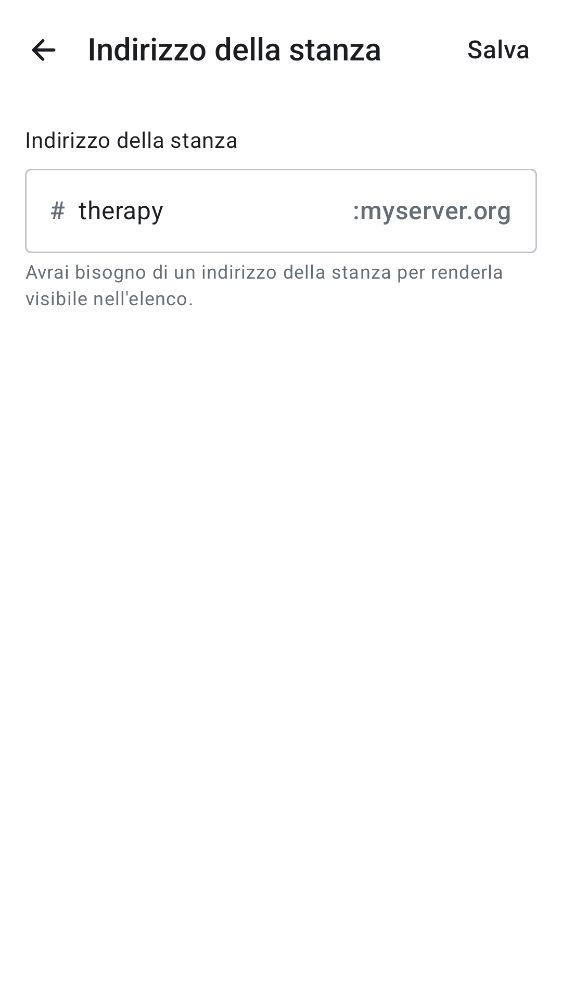 Indirizzo della stanza
Salva
Indirizzo della stanza
# therapy :myserver.org
Avrai bisogno di un indirizzo della stanza per renderla
visibile nell'elenco.